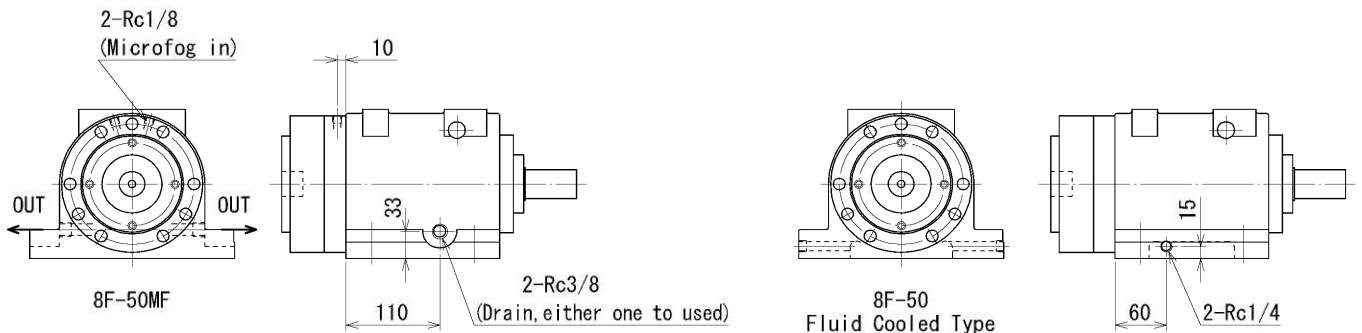 2-Rc1/8
(Microfog in)
10
OUT
OUT
33
8F-50MF
110
2-Rc3/8
(Drain,either one to used)
15
8F-50
Fluid Cooled Type
60
2-Rc1/4